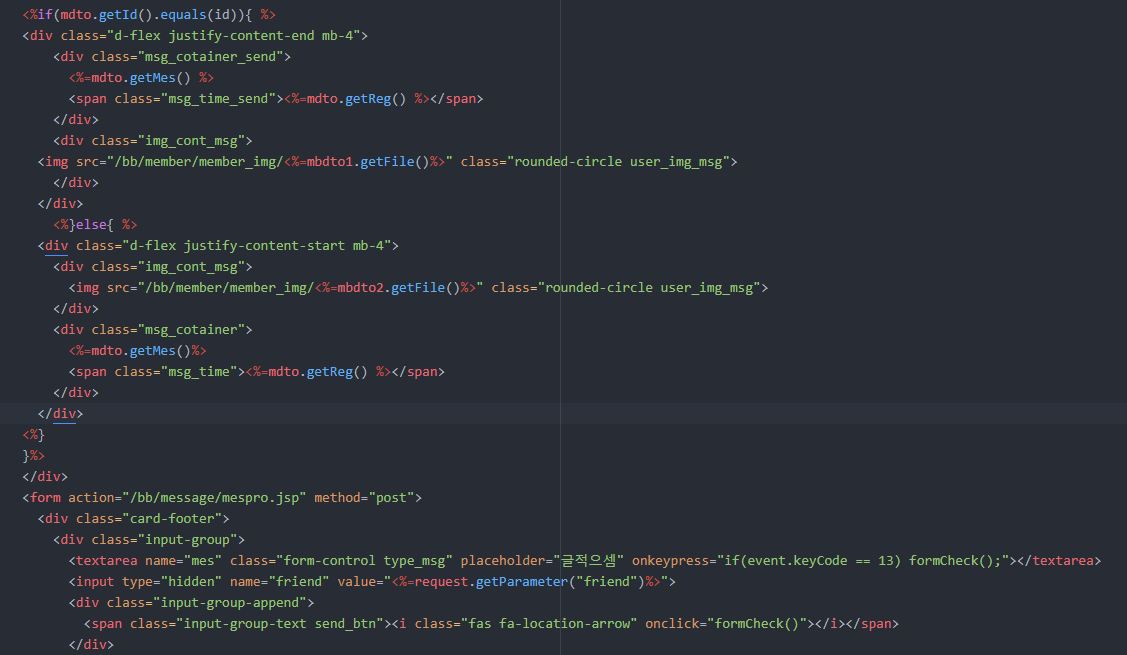 <%if(mdto.getId().equals(id)){ %>
<div class="d-flex justify-content-end mb-4">
<div class="msg_cotainer_send">
<%=mdto.getMes() %>
<span class="msg_time_send"><%=mdto.getReg() %></span>
</div>
<div class="img_cont_msg">
<img src="/bb/member/member_img/<%=mbdto1.getFile()%>" class="rounded-circle user_img_msg">
</div>
</div>
<%}else{ %>
<div class="d-flex justify-content-start mb-4">
<div class="img_cont_msg">
<img src="/bb/member/member_img/<%=mbdto2.getFile()%>" class="rounded-circle user_img_msg">
</div>
<div class="msg_cotainer">
<%=mdto.getMes()%>
<span class="msg_time"><%=mdto.getReg() %></span>
</div>
</div>
<%}
}%>
</div>
<form action="/bb/message/mespro.jsp" method="post">
<div class="card-footer">
<div class="input-group">
<textarea name="mes" class="form-control type_msg" placeholder="글적으셈" onkeypress="if(event.keyCode == 13) formCheck();"></textarea>
<input type="hidden" name="friend" value="<%=request.getParameter("friend")%>">
<div class="input-group-append">
<span class="input-group-text send_btn"><i class="fas fa-location-arrow" onclick="formCheck()"></i></span>
</div>